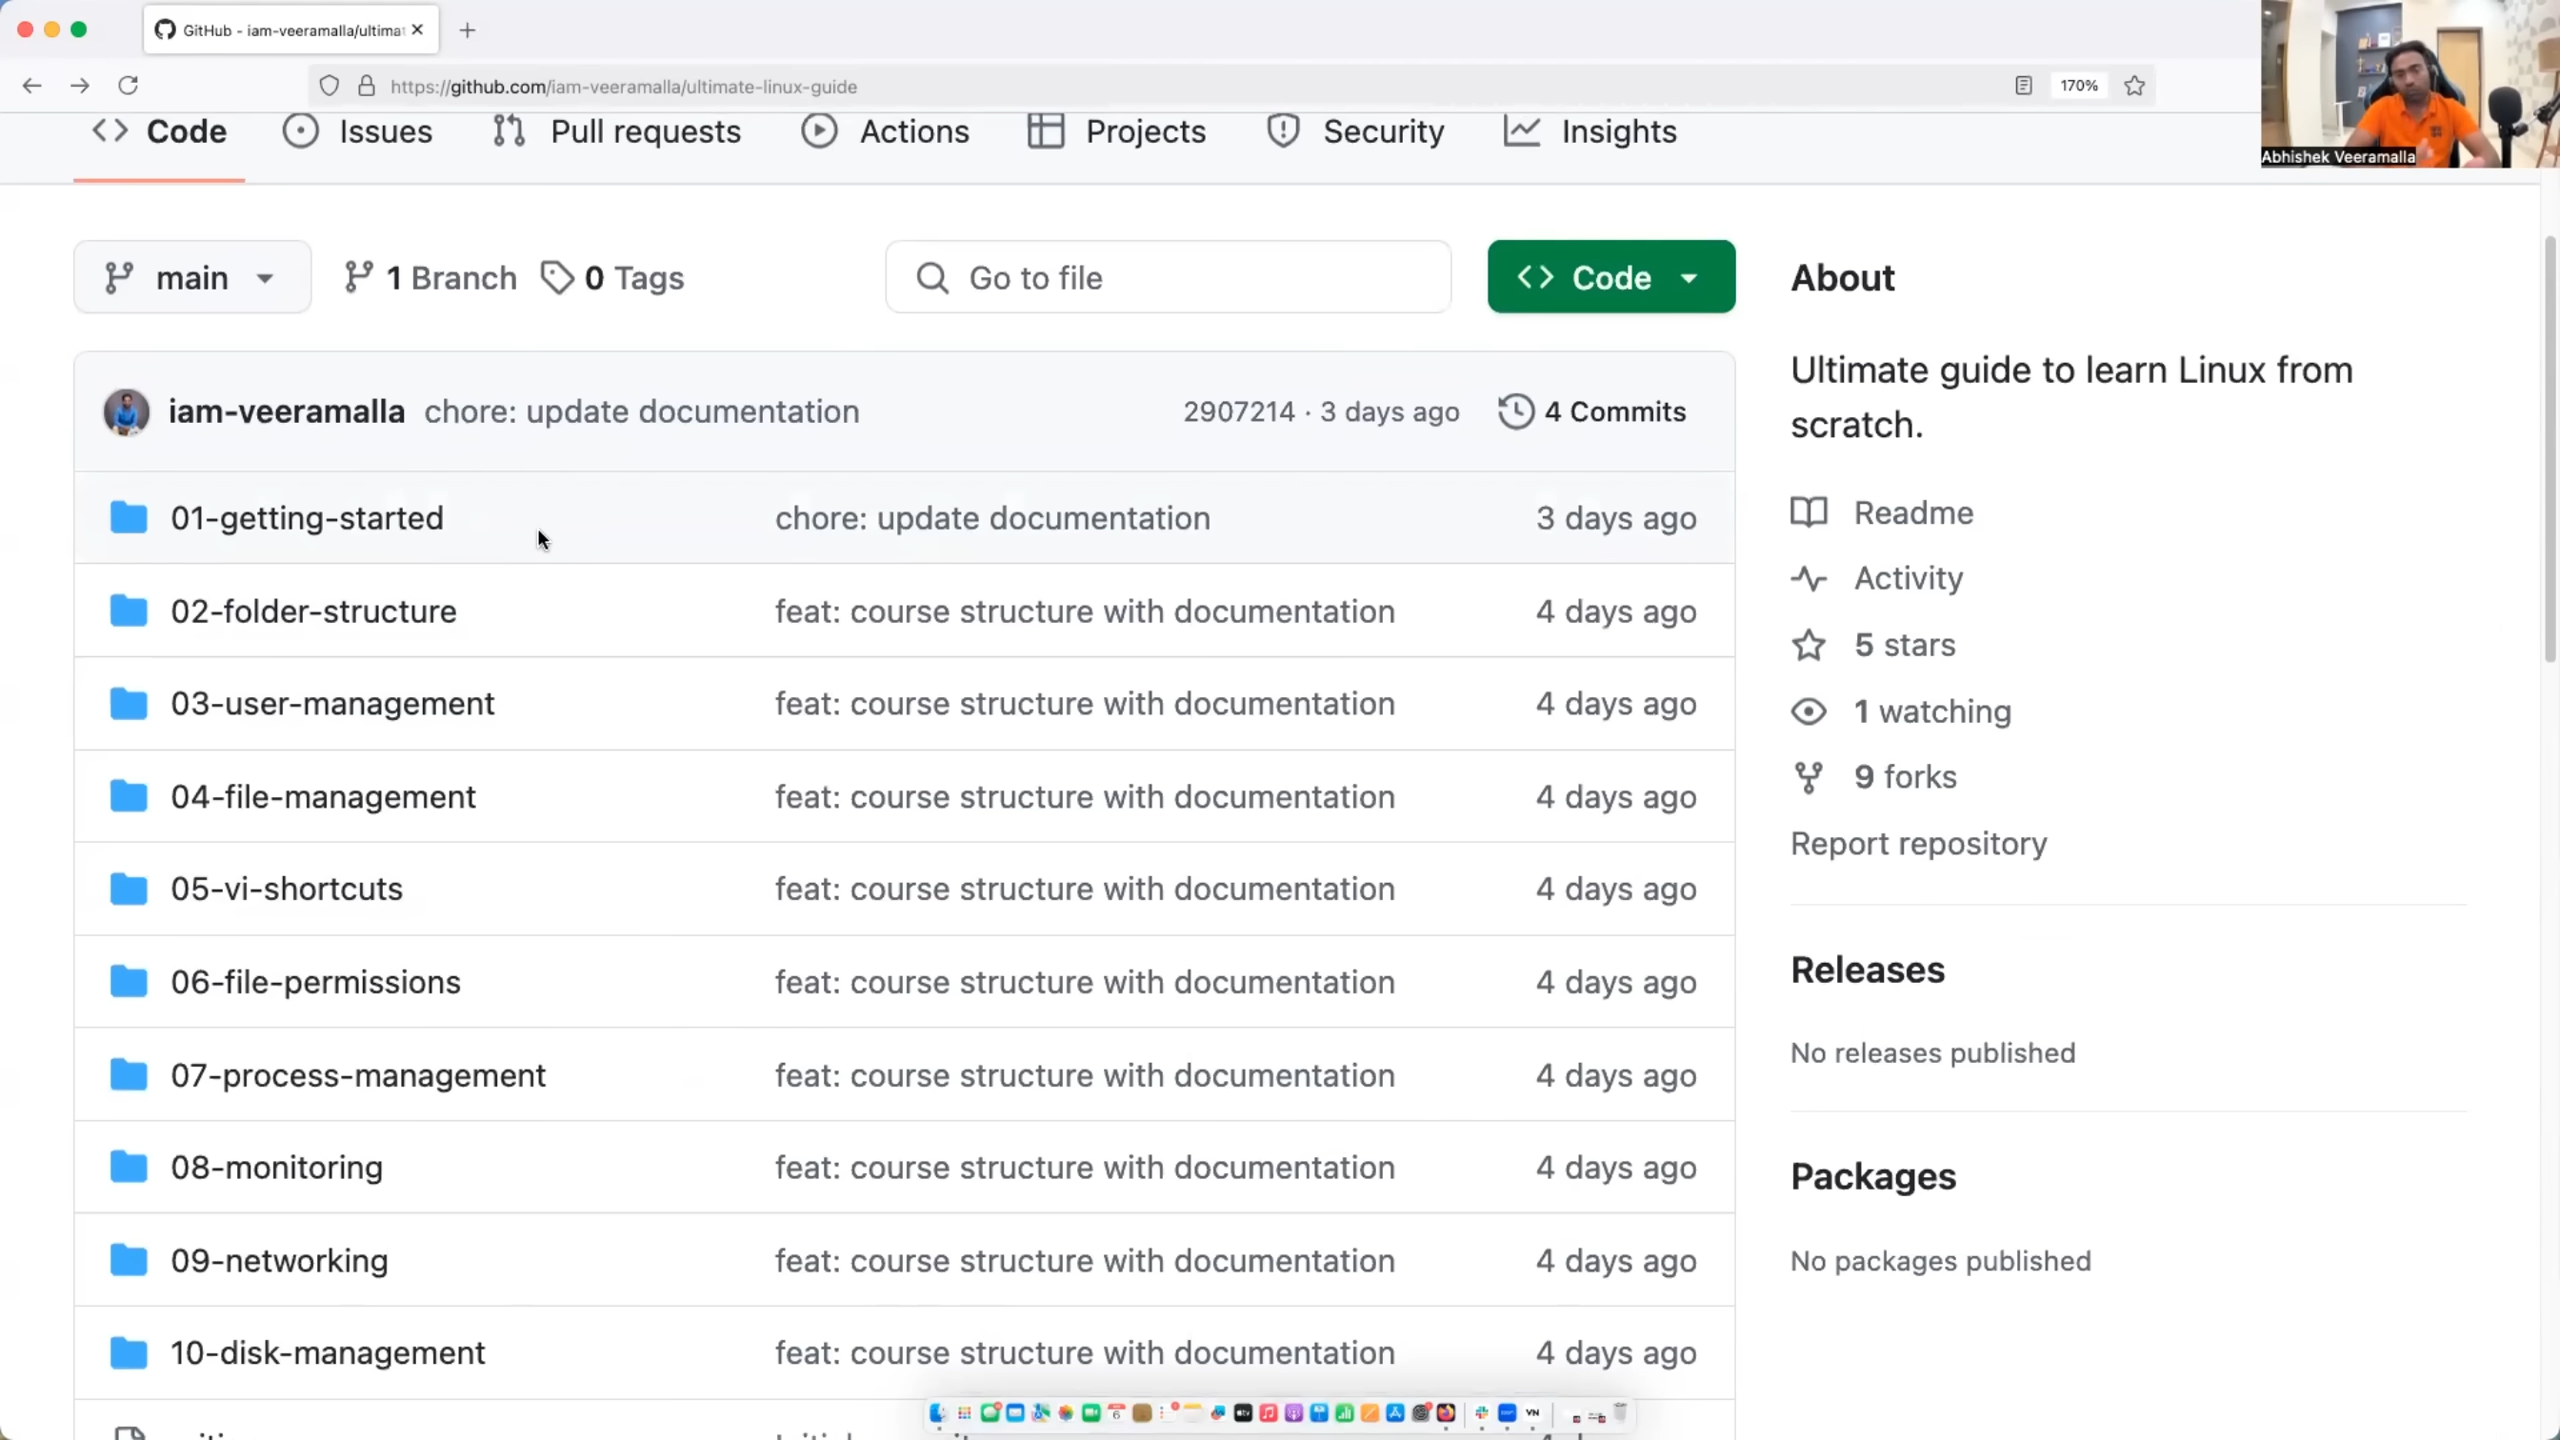 GitHub - iam-veeramalla/ultima
https://github.com/iam-veeramalla/ultimate-linux-guide
170%
Abhishek Veeramalla
Code
Issues
Pull requests
Actions
Projects
Security
Insights
main
1 Branch
0 Tags
Go to file
Code
iam-veeramalla chore: update documentation 2907214 · 3 days ago 4 Commits
01-getting-started chore: update documentation 3 days ago
02-folder-structure feat: course structure with documentation 4 days ago
03-user-management feat: course structure with documentation 4 days ago
04-file-management feat: course structure with documentation 4 days ago
05-vi-shortcuts feat: course structure with documentation 4 days ago
06-file-permissions feat: course structure with documentation 4 days ago
07-process-management feat: course structure with documentation 4 days ago
08-monitoring feat: course structure with documentation 4 days ago
09-networking feat: course structure with documentation 4 days ago
10-disk-management feat: course structure with documentation 4 days ago
About
Ultimate guide to learn Linux from
scratch.
Readme
Activity
5 stars
1 watching
9 forks
Report repository
Releases
No releases published
Packages
No packages published
6
VN